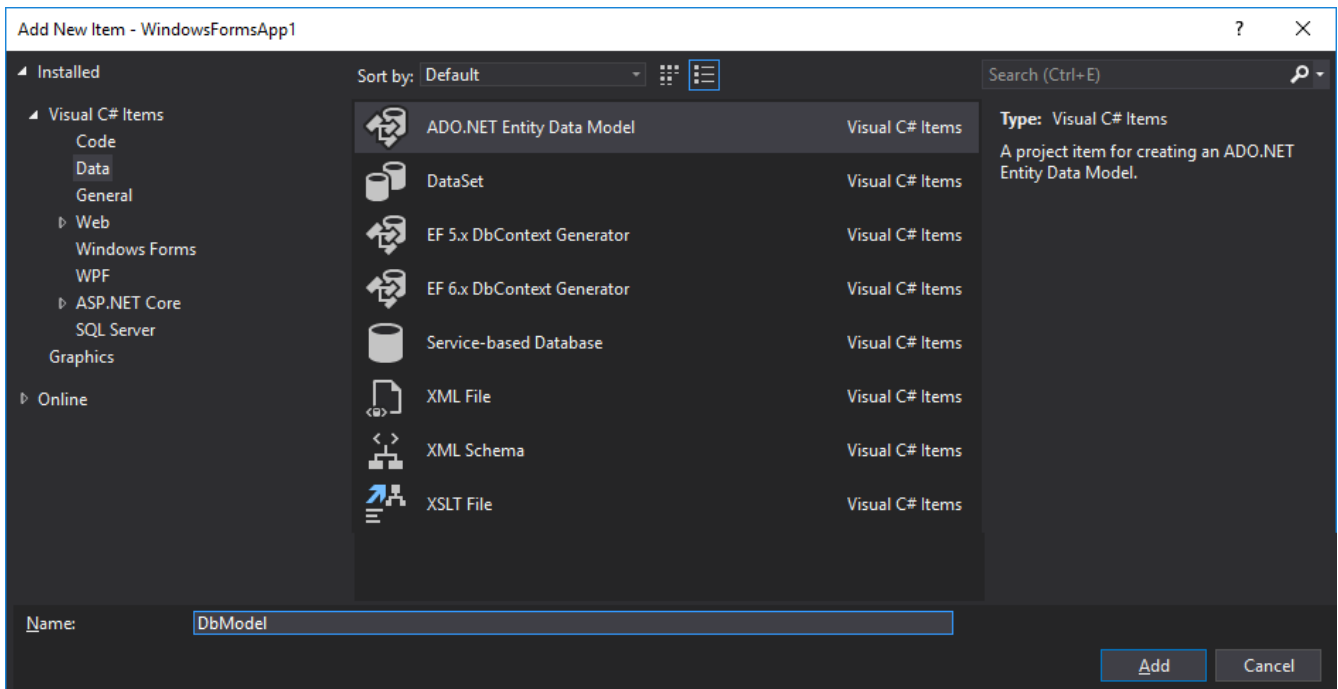 Add New Item - WindowsFormsApp1
?
Installed
Sort by: Default
Search (Ctrl+E)
Visual C# Items
Code
Data
General
Web
Windows Forms
WPF
ASP.NET Core
SQL Server
Graphics
Online
ADO.NET Entity Data Model Visual C# Items
DataSet Visual C# Items
EF 5.x DbContext Generator Visual C# Items
EF 6.x DbContext Generator Visual C# Items
Service-based Database Visual C# Items
XML File Visual C# Items
XML Schema Visual C# Items
XSLT File Visual C# Items
Type: Visual C# Items
A project item for creating an ADO.NET
Entity Data Model.
Name: DbModel
Add Cancel